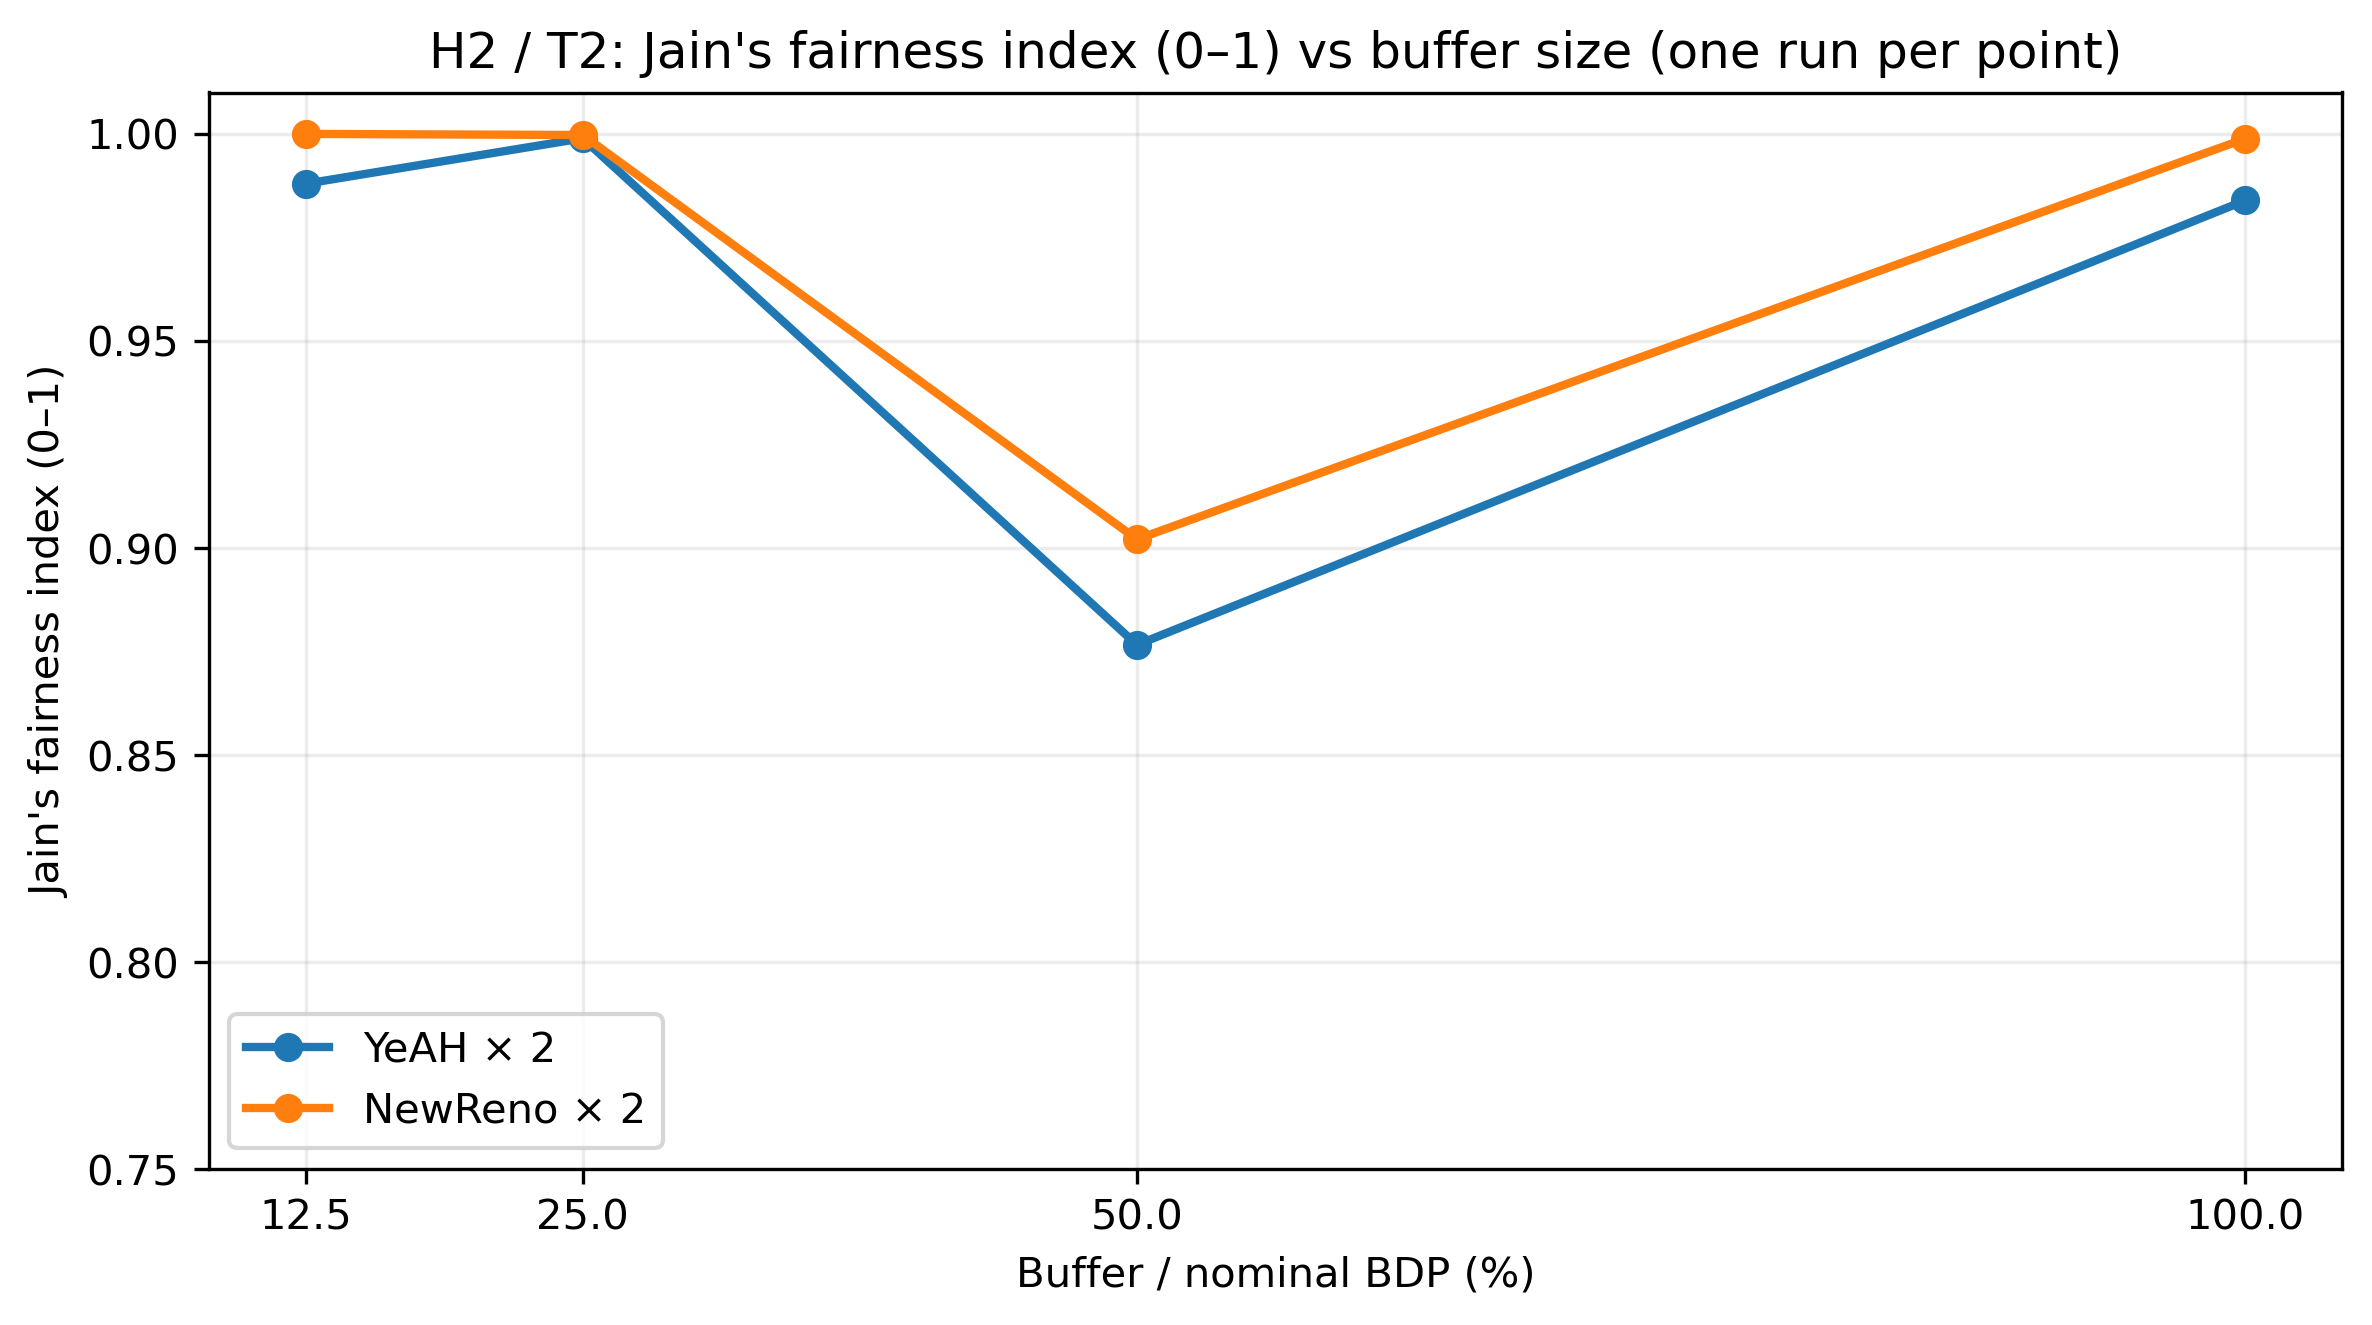 H2 / T2: Jain's fairness index (0–1) vs buffer size (one run per point)
Jain's fairness index (0–1)
1.00
0.95
0.90
0.85
0.80
0.75
YeAH × 2
NewReno × 2
12.5 25.0 50.0 100.0
Buffer / nominal BDP (%)